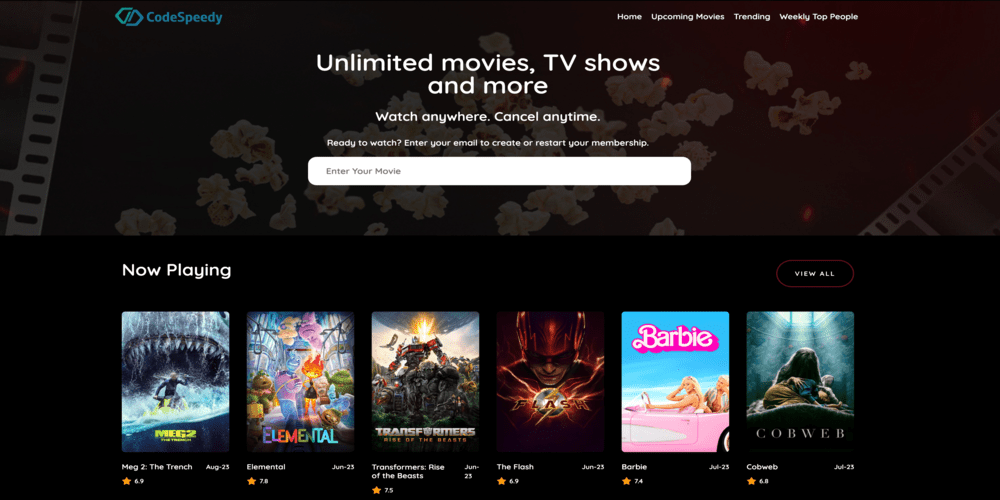 CodeSpeedy
Home Upcoming Movies Trending Weekly Top People
Unlimited movies, TV shows
and more
Watch anywhere. Cancel anytime.
Ready to watch? Enter your email to create or restart your membership.
Enter Your Movie
Now Playing
VIEW ALL
MEG 2
THE TRENCH
ELEMENTAL
TRANSFORMERS
RISE OF THE BEASTS
FLASH
Barbie
COBWEB
Meg 2: The Trench Aug-23
6.9
Elemental Jun-23
7.8
Transformers: Rise
of the Beasts
Jun-
23
7.5
The Flash Jun-23
6.9
Barbie Jul-23
7.4
Cobweb Jul-23
6.8